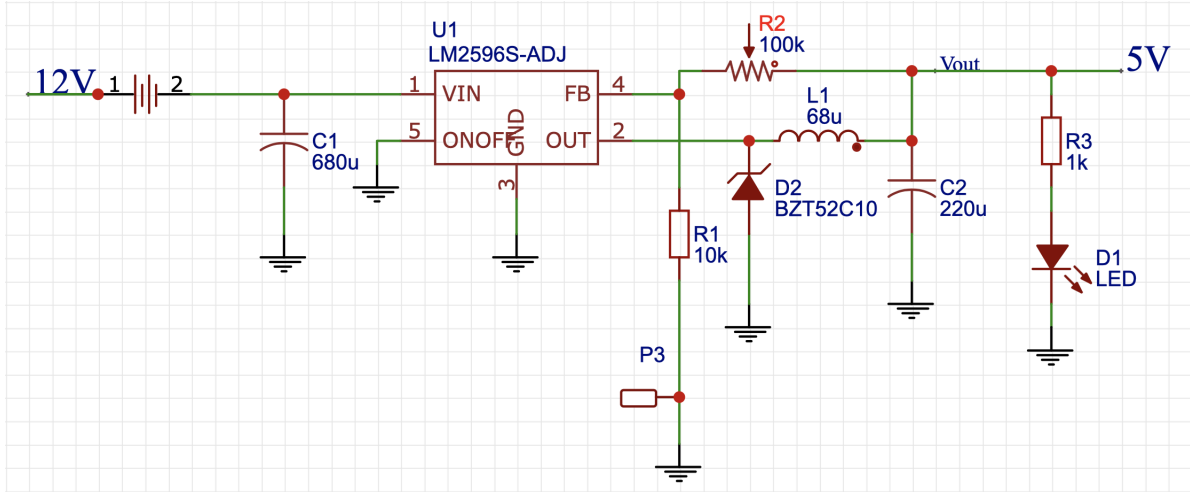 U1
LM2596S-ADJ
R2
100k
12V
1
2
1
VIN
FB
4
5
ONOFF
GND
OUT
2
3
C1
680u
L1
68u
Vout
5V
R3
1k
D2
BZT52C10
C2
220u
R1
10k
D1
LED
P3